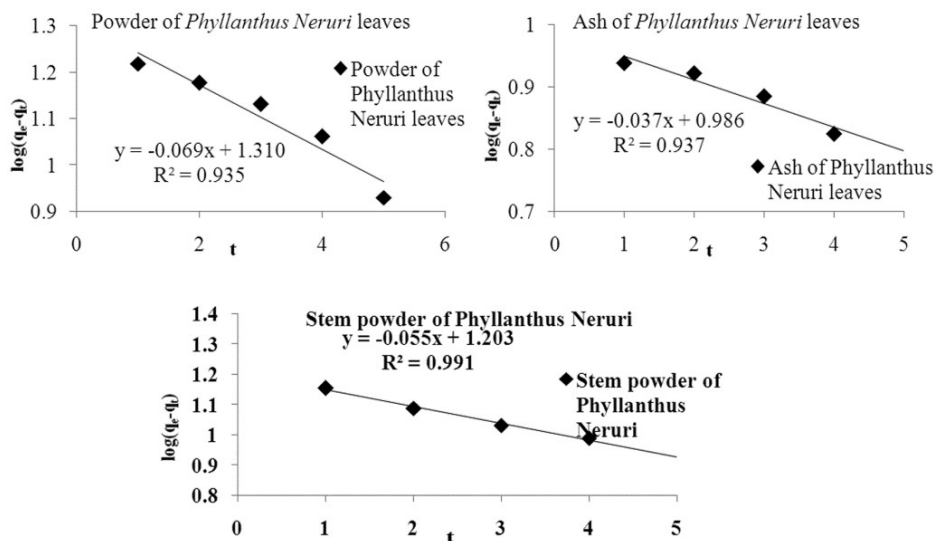 Powder of Phyllanthus Neruri leaves
1.3
1.2
1.1
1
0.9
log(qe-qt)
Powder of
Phyllanthus
Neruri leaves
y = -0.069x + 1.310
R² = 0.935
0 2 4 6
t
Ash of Phyllanthus Neruri leaves
1
0.9
0.8
0.7
log(qe-qt)
y = -0.037x + 0.986
R² = 0.937
Ash of Phyllanthus
Neruri leaves
0 1 2 3 4 5
t
Stem powder of Phyllanthus Neruri
1.4
1.3
1.2
1.1
1
0.9
0.8
log(qe-qt)
y = -0.055x + 1.203
R² = 0.991
Stem powder of
Phyllanthus
Neruri
0 1 2 3 4 5
t